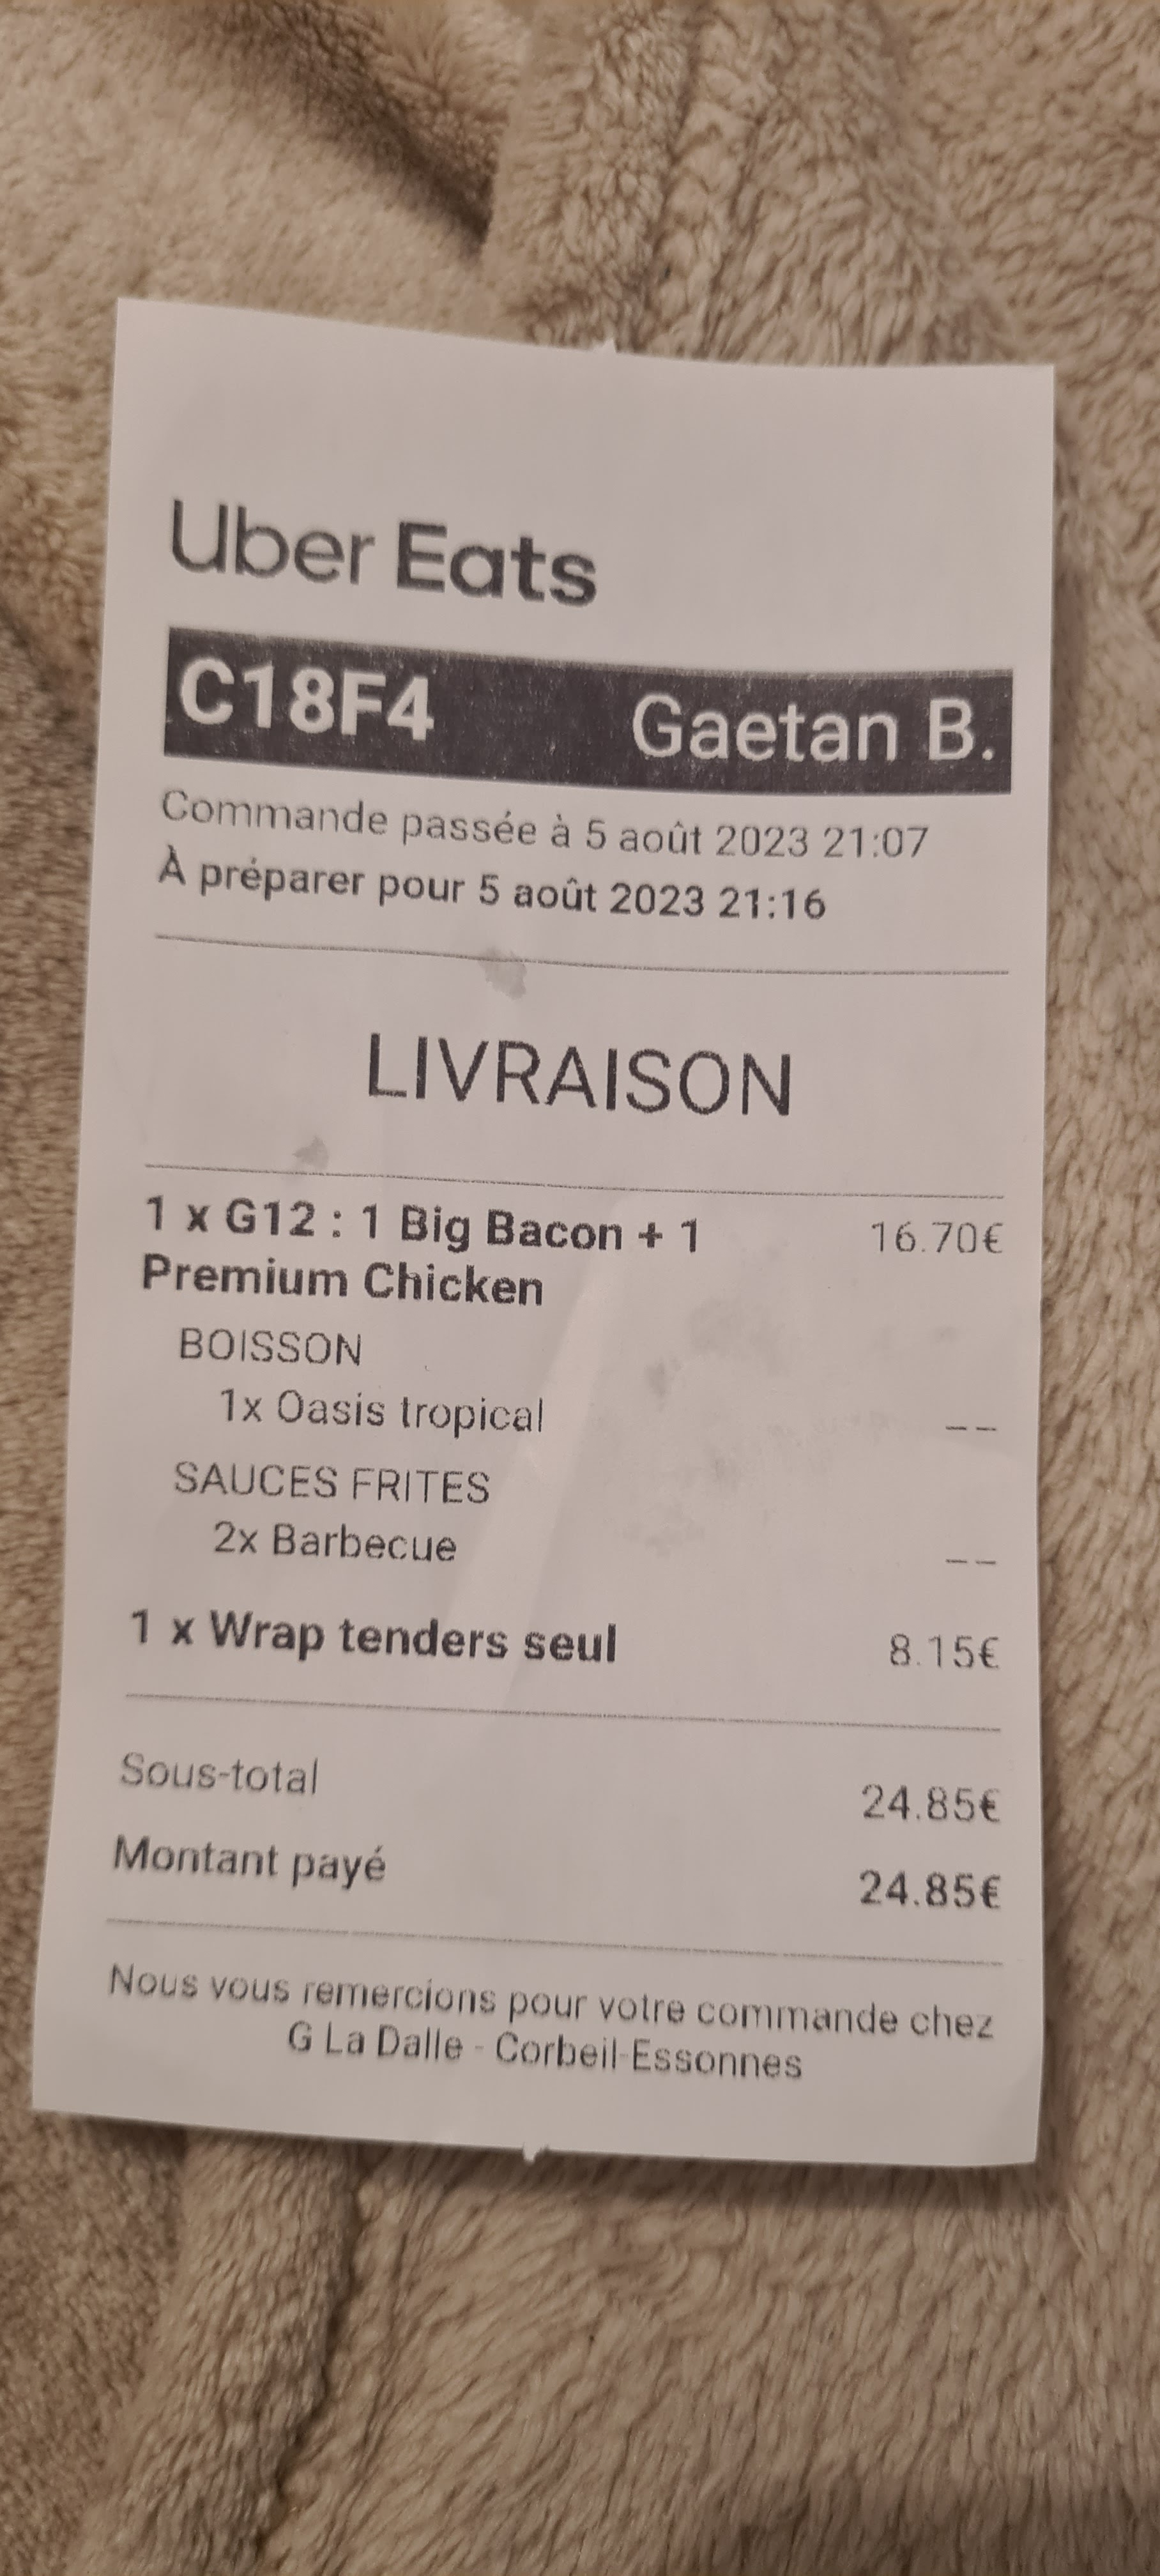 Uber Eats
C18F4 Gaetan B.
Commande passée à 5 août 2023 21:07
À préparer pour 5 août 2023 21:16
LIVRAISON
1 x G12 : 1 Big Bacon + 1 16.70€
Premium Chicken
BOISSON
1x Oasis tropical --
SAUCES FRITES
2x Barbecue --
1 x Wrap tenders seul 8.15€
Sous-total 24.85€
Montant payé 24.85€
Nous vous remercions pour votre commande chez
G La Dalle - Corbeil-Essonnes